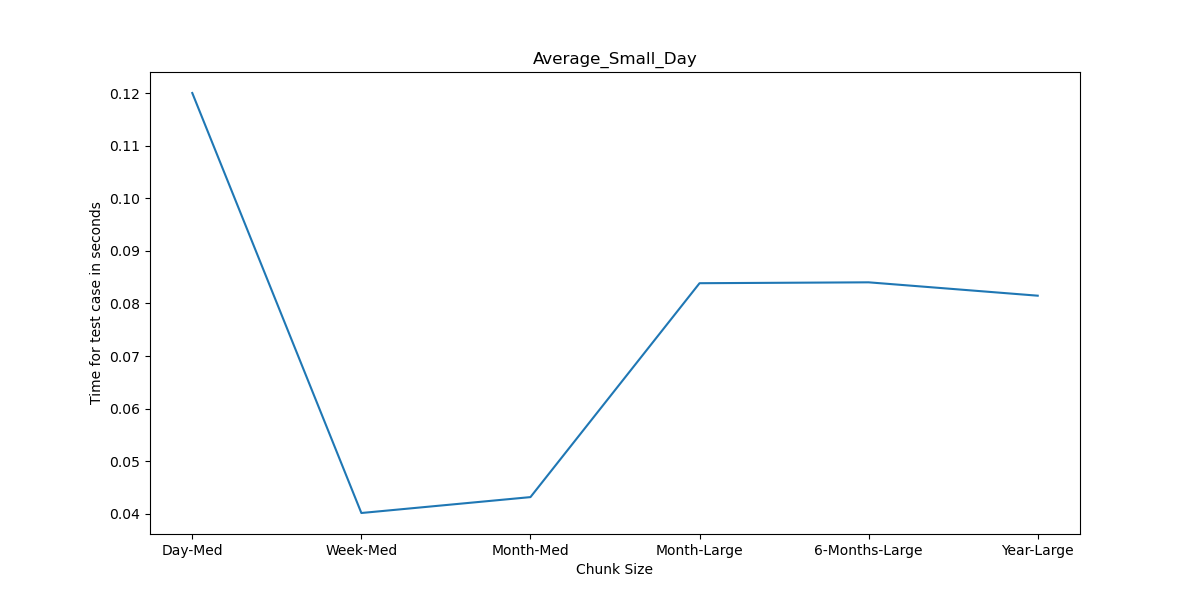 Average_Small_Day
Time for test case in seconds
0.12
0.11
0.10
0.09
0.08
0.07
0.06
0.05
0.04
Day-Med
Week-Med
Month-Med
Month-Large
6-Months-Large
Year-Large
Chunk Size